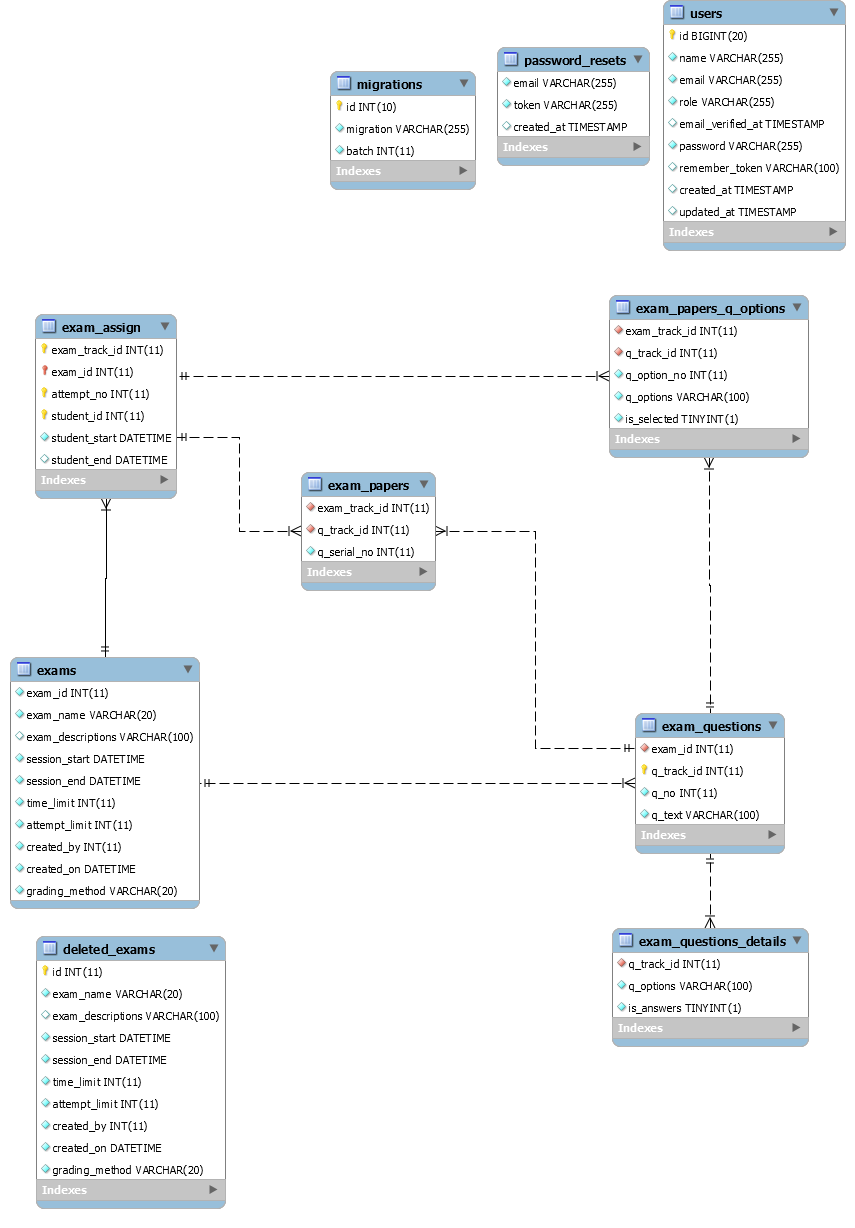 users
id BIGINT(20)
name VARCHAR(255)
email VARCHAR(255)
role VARCHAR(255)
email_verified_at TIMESTAMP
password VARCHAR(255)
remember_token VARCHAR(100)
created_at TIMESTAMP
updated_at TIMESTAMP
Indexes
password_resets
email VARCHAR(255)
token VARCHAR(255)
created_at TIMESTAMP
Indexes
migrations
id INT(10)
migration VARCHAR(255)
batch INT(11)
Indexes
exam_assign
exam_track_id INT(11)
exam_id INT(11)
attempt_no INT(11)
student_id INT(11)
student_start DATETIME
student_end DATETIME
Indexes
exam_papers_q_options
exam_track_id INT(11)
q_track_id INT(11)
q_option_no INT(11)
q_options VARCHAR(100)
is_selected TINYINT(1)
Indexes
exam_papers
exam_track_id INT(11)
q_track_id INT(11)
q_serial_no INT(11)
Indexes
exams
exam_id INT(11)
exam_name VARCHAR(20)
exam_descriptions VARCHAR(100)
session_start DATETIME
session_end DATETIME
time_limit INT(11)
attempt_limit INT(11)
created_by INT(11)
created_on DATETIME
grading_method VARCHAR(20)
exam_questions
exam_id INT(11)
q_track_id INT(11)
q_no INT(11)
q_text VARCHAR(100)
Indexes
exam_questions_details
q_track_id INT(11)
q_options VARCHAR(100)
is_answers TINYINT(1)
Indexes
deleted_exams
id INT(11)
exam_name VARCHAR(20)
exam_descriptions VARCHAR(100)
session_start DATETIME
session_end DATETIME
time_limit INT(11)
attempt_limit INT(11)
created_by INT(11)
created_on DATETIME
grading_method VARCHAR(20)
Indexes